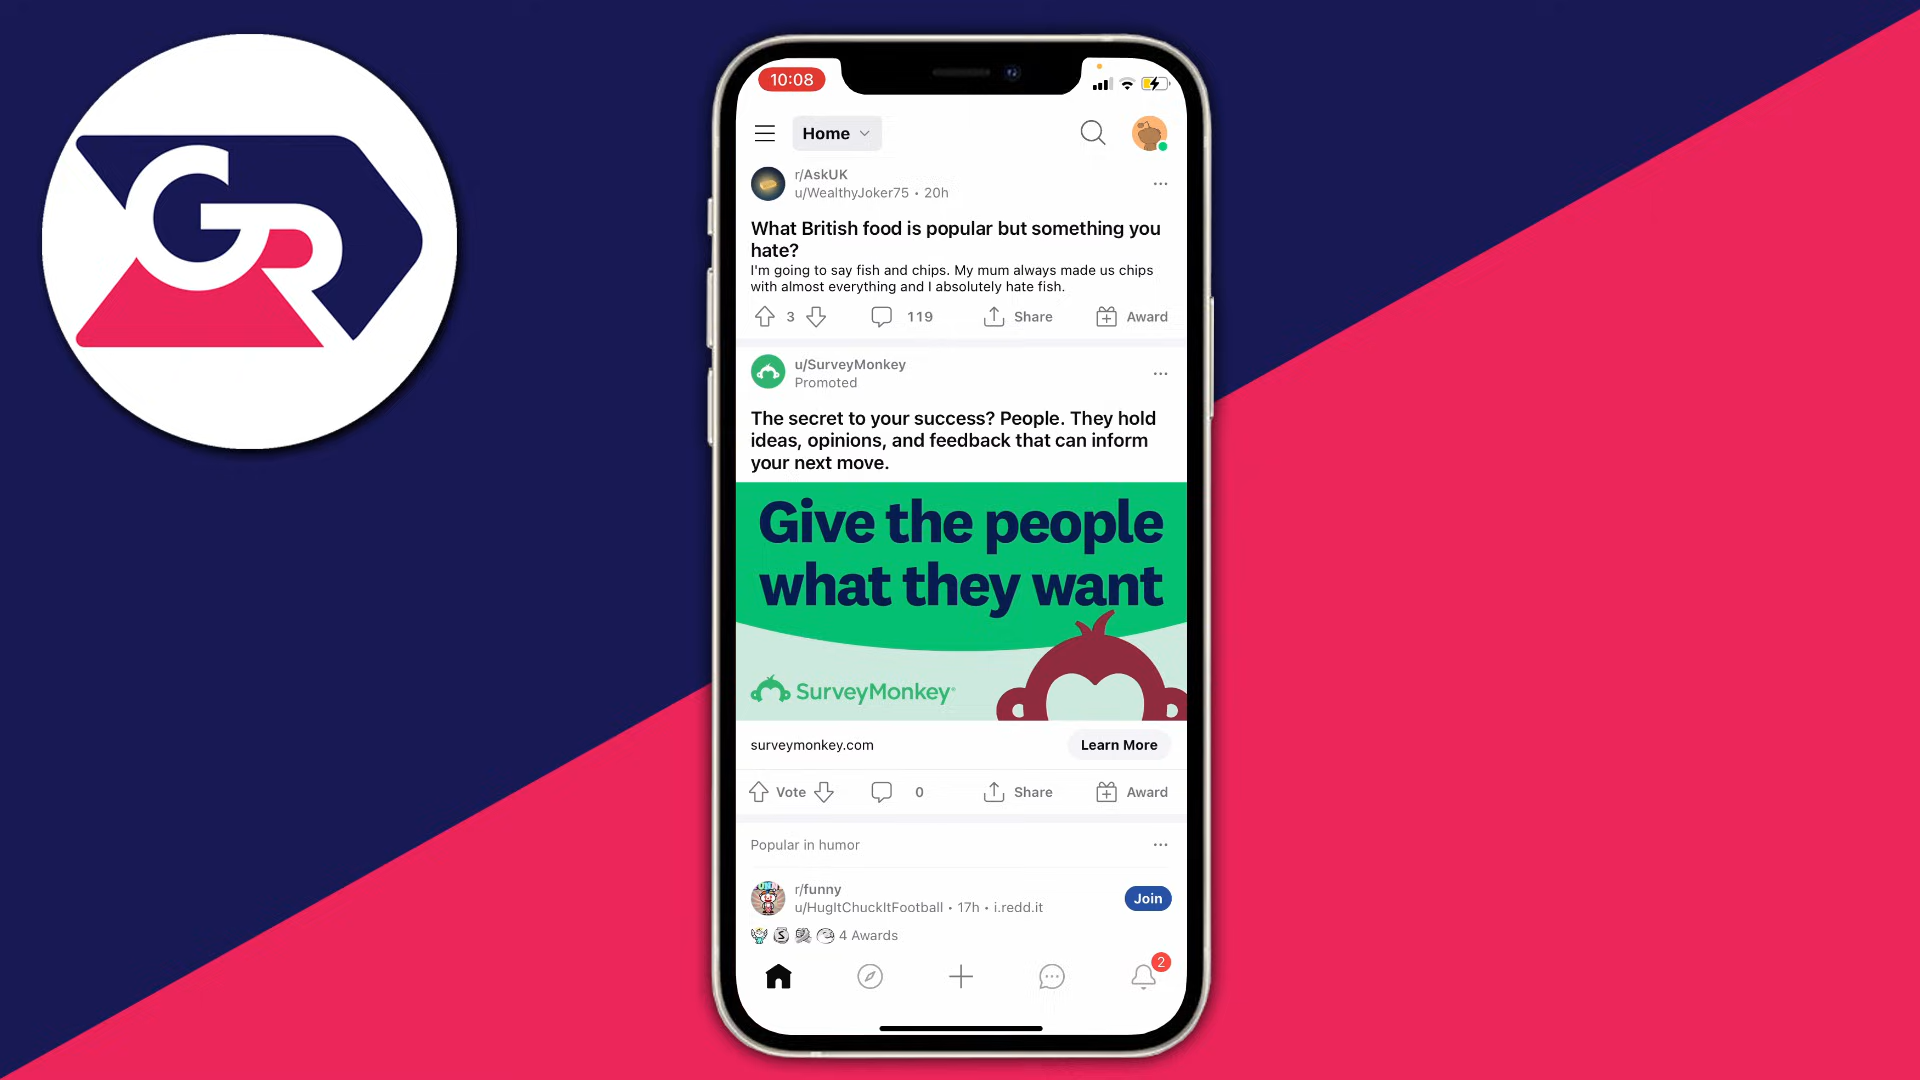 GR
10:08
Home
r/AskUK
u/WealthyJoker75 • 20h
What British food is popular but something you
hate?
I'm going to say fish and chips. My mum always made us chips
with almost everything and I absolutely hate fish.
3 119 Share Award
u/SurveyMonkey
Promoted
The secret to your success? People. They hold
ideas, opinions, and feedback that can inform
your next move.
Give the people
what they want
SurveyMonkey®
surveymonkey.com Learn More
Vote 0 Share Award
Popular in humor
r/funny
u/HugItChuckItFootball • 17h • i.redd.it Join
4 Awards
2